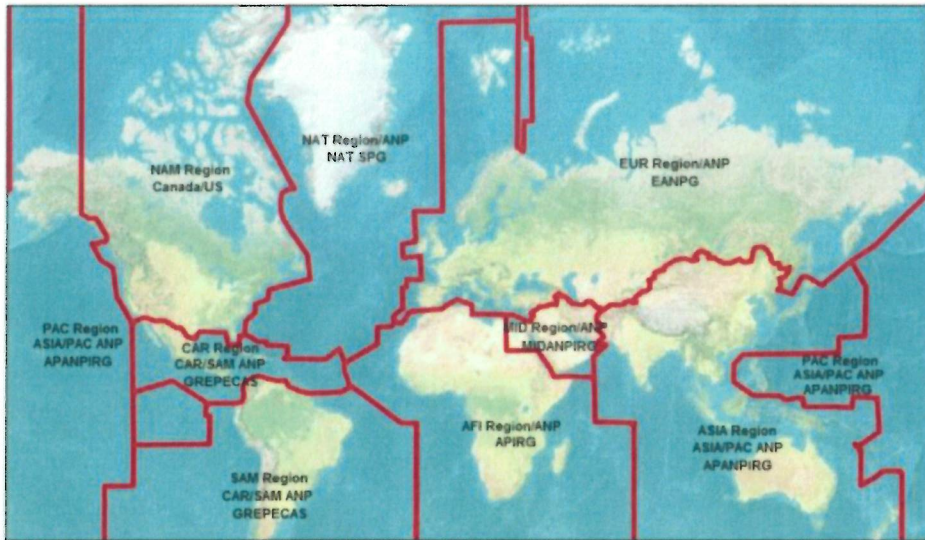 NAT Region/ANP
NAT SPG
NAM Region
Canada/US
EUR Region/ANP
EANPG
PAC Region
ASIA/PAC ANP
APANPIRG
CAR Region
CAR/SAM ANP
GREPECAS
MID Region/ANP
MIDANPIRG
PAC Region
ASIA/PAC ANP
APANPIRG
AFI Region/ANP
APIRG
ASIA Region
ASIA/PAC ANP
APANPIRG
SAM Region
CAR/SAM ANP
GREPECAS